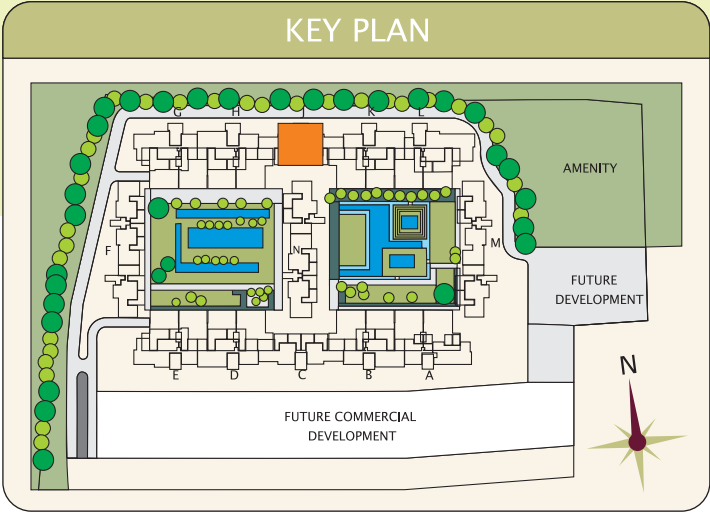 KEY PLAN
G H J K L
AMENITY
F N M
FUTURE
DEVELOPMENT
E D C B A
FUTURE COMMERCIAL
DEVELOPMENT
N